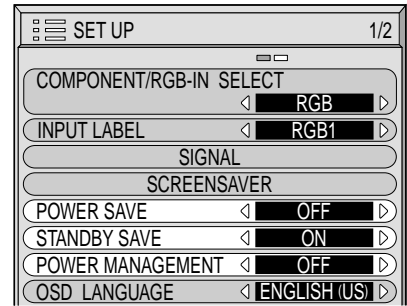 SET UP 1/2
COMPONENT/RGB-IN SELECT
RGB
INPUT LABEL RGB1
SIGNAL
SCREENSAVER
POWER SAVE OFF
STANDBY SAVE ON
POWER MANAGEMENT OFF
OSD LANGUAGE ENGLISH (US)